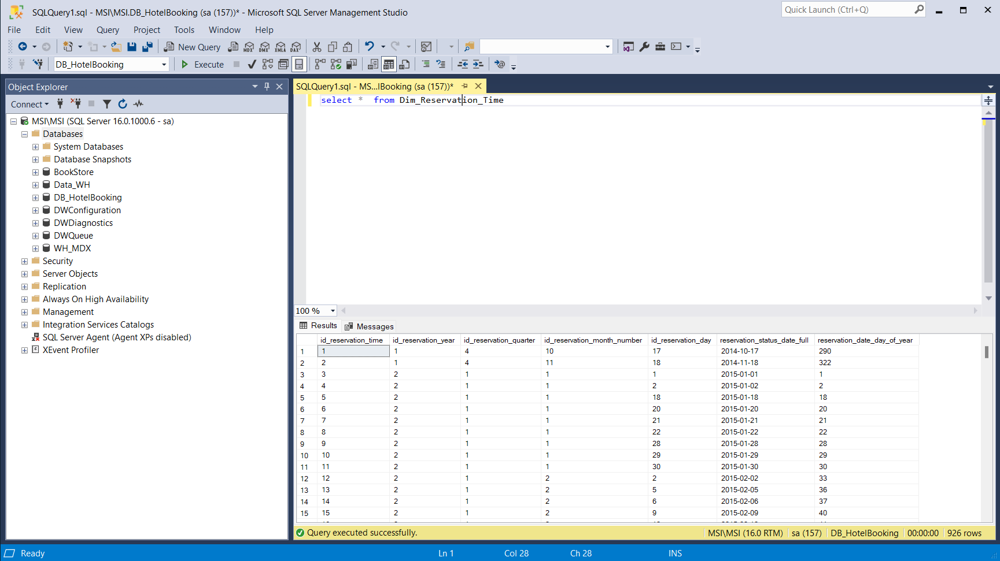 SQLQuery1.sql - MSI\MSI.DB_HotelBooking (sa (157))* - Microsoft SQL Server Management Studio
Quick Launch (Ctrl+Q)
File Edit View Query Project Tools Window Help
New Query MDX DMX XMLA DAX
DB_HotelBooking Execute
Object Explorer
Connect
MSI\MSI (SQL Server 16.0.1000.6 - sa)
Databases
System Databases
Database Snapshots
BookStore
Data_WH
DB_HotelBooking
DWConfiguration
DWDiagnostics
DWQueue
WH_MDX
Security
Server Objects
Replication
Always On High Availability
Management
Integration Services Catalogs
SQL Server Agent (Agent XPs disabled)
XEvent Profiler
SQLQuery1.sql - MS...lBooking (sa (157))*
select * from Dim_Reservation_Time
100 %
Results Messages
id_reservation_time id_reservation_year id_reservation_quarter id_reservation_month_number id_reservation_day reservation_status_date_full reservation_date_day_of_year
1 1 1 4 10 17 2014-10-17 290
2 2 1 4 11 18 2014-11-18 322
3 3 2 1 1 1 2015-01-01 1
4 4 2 1 1 2 2015-01-02 2
5 5 2 1 1 18 2015-01-18 18
6 6 2 1 1 20 2015-01-20 20
7 7 2 1 1 21 2015-01-21 21
8 8 2 1 1 22 2015-01-22 22
9 9 2 1 1 28 2015-01-28 28
10 10 2 1 1 29 2015-01-29 29
11 11 2 1 1 30 2015-01-30 30
12 12 2 1 2 2 2015-02-02 33
13 13 2 1 2 5 2015-02-05 36
14 14 2 1 2 6 2015-02-06 37
15 15 2 1 2 9 2015-02-09 40
Query executed successfully. MSI\MSI (16.0 RTM) sa (157) DB_HotelBooking 00:00:00 926 rows
Ready Ln 1 Col 28 Ch 28 INS